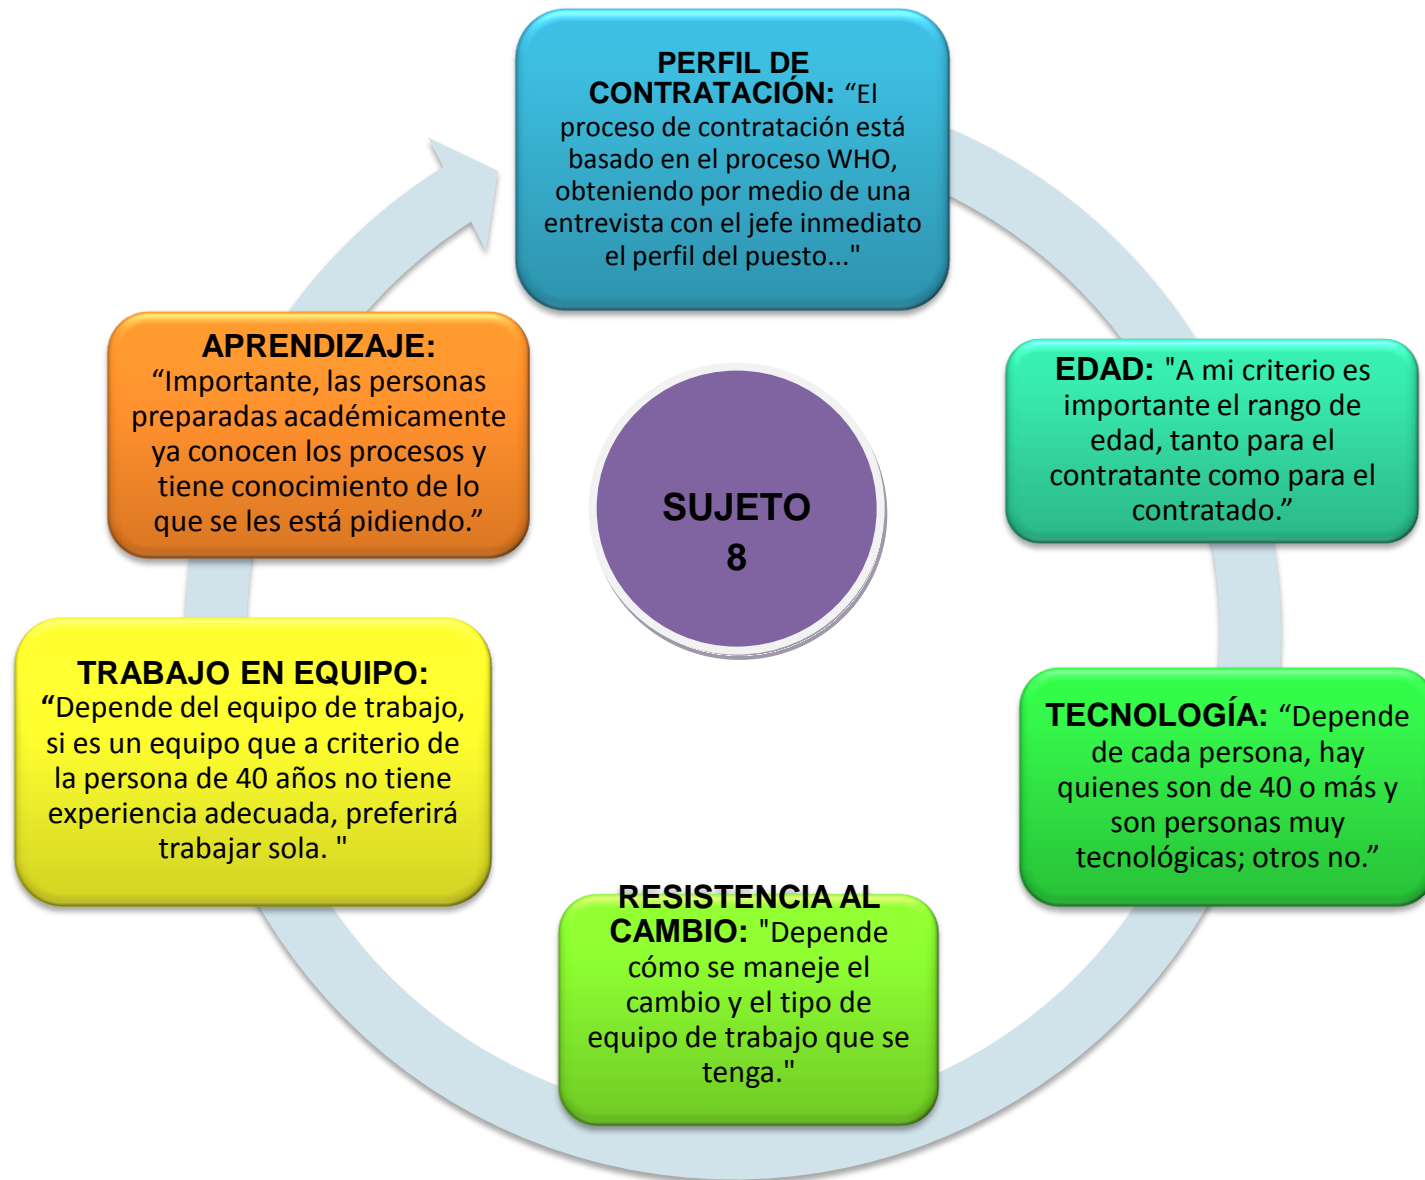 PERFIL DE
CONTRATACIÓN: “El
proceso de contratación está
basado en el proceso WHO,
obteniendo por medio de una
entrevista con el jefe inmediato
el perfil del puesto..."
EDAD: "A mi criterio es
importante el rango de
edad, tanto para el
contratante como para el
contratado.”
TECNOLOGÍA: “Depende
de cada persona, hay
quienes son de 40 o más y
son personas muy
tecnológicas; otros no.”
RESISTENCIA AL
CAMBIO: "Depende
cómo se maneje el
cambio y el tipo de
equipo de trabajo que se
tenga."
TRABAJO EN EQUIPO:
“Depende del equipo de trabajo,
si es un equipo que a criterio de
la persona de 40 años no tiene
experiencia adecuada, preferirá
trabajar sola. "
APRENDIZAJE:
“Importante, las personas
preparadas académicamente
ya conocen los procesos y
tiene conocimiento de lo
que se les está pidiendo.”
SUJETO
8